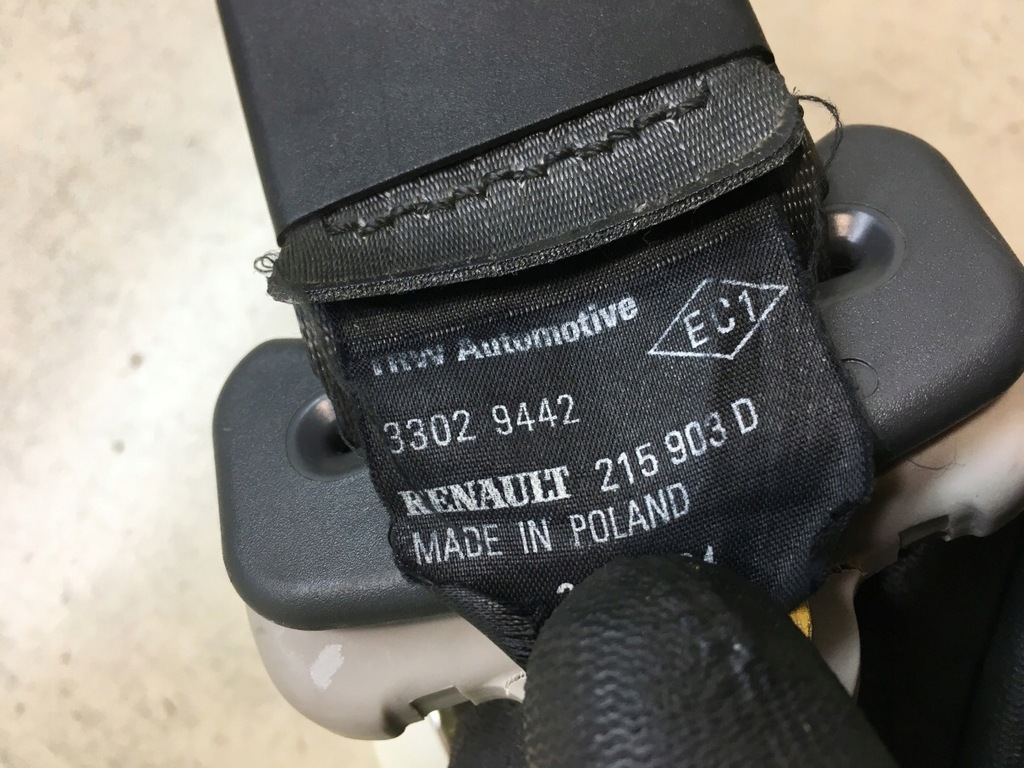 TRW Automotive
EC1
3302 9442
RENAULT 215 903 D
MADE IN POLAND